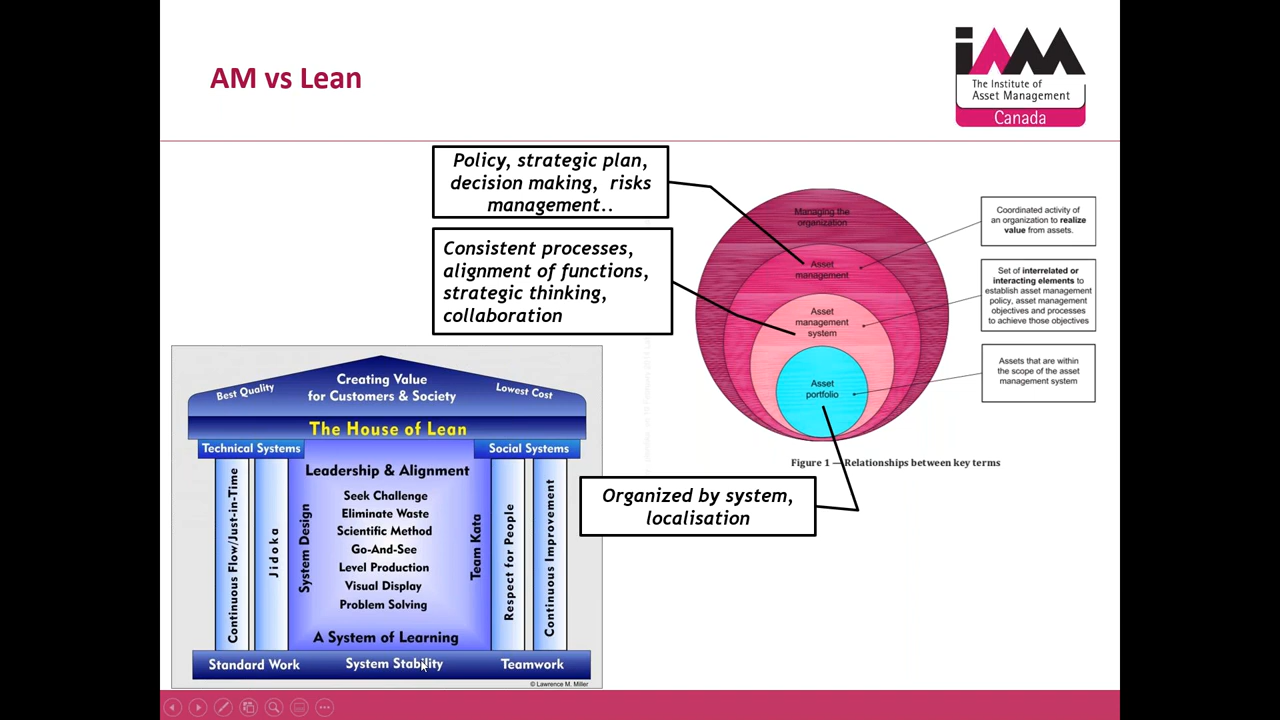 AM vs Lean
iAM
The Institute of
Asset Management
Canada
Policy, strategic plan,
decision making, risks
management..
Consistent processes,
alignment of functions,
strategic thinking,
collaboration
Managing the
organization
Asset
management
Asset
management
system
Asset
portfolio
Coordinated activity of
an organization to realize
value from assets.
Set of interrelated or
interacting elements to
establish asset management
policy, asset management
objectives and processes
to achieve those objectives
Assets that are within
the scope of the asset
management system
Figure 1 — Relationships between key terms
Organized by system,
localisation
Best Quality
Creating Value
for Customers & Society
Lowest Cost
The House of Lean
Technical Systems
Social Systems
Continuous Flow/Just-in-Time
Jidoka
System Design
Leadership & Alignment
Seek Challenge
Eliminate Waste
Scientific Method
Go-And-See
Level Production
Visual Display
Problem Solving
A System of Learning
Team Kata
Respect for People
Continuous Improvement
Standard Work
System Stability
Teamwork
© Lawrence M. Miller